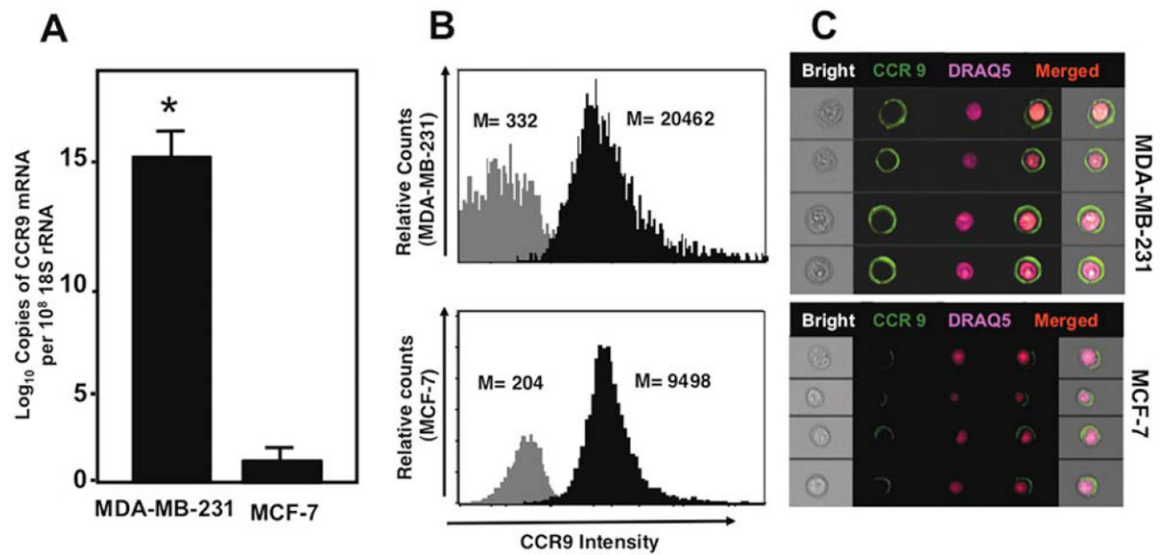 A
Log₁₀ Copies of CCR9 mRNA
per 10⁸ 18S rRNA
15
10
5
0
*
MDA-MB-231
MCF-7
B
Relative Counts
(MDA-MB-231)
M= 332
M= 20462
Relative counts
(MCF-7)
M= 204
M= 9498
CCR9 Intensity
C
Bright CCR 9 DRAQ5 Merged
MDA-MB-231
Bright CCR 9 DRAQ5 Merged
MCF-7